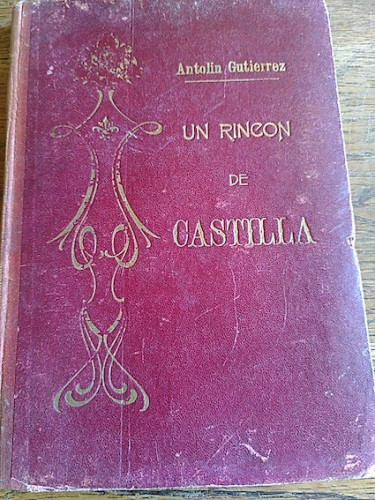 Antolin Gutierrez
UN RINCON
DE
CASTILLA